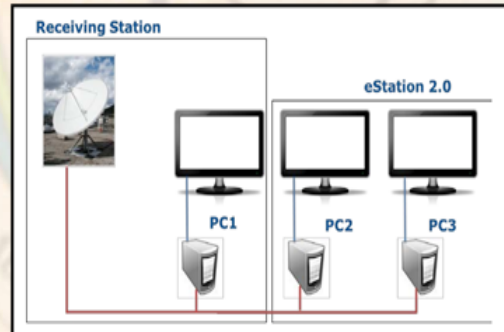 Receiving Station
eStation 2.0
PC1
PC2
PC3